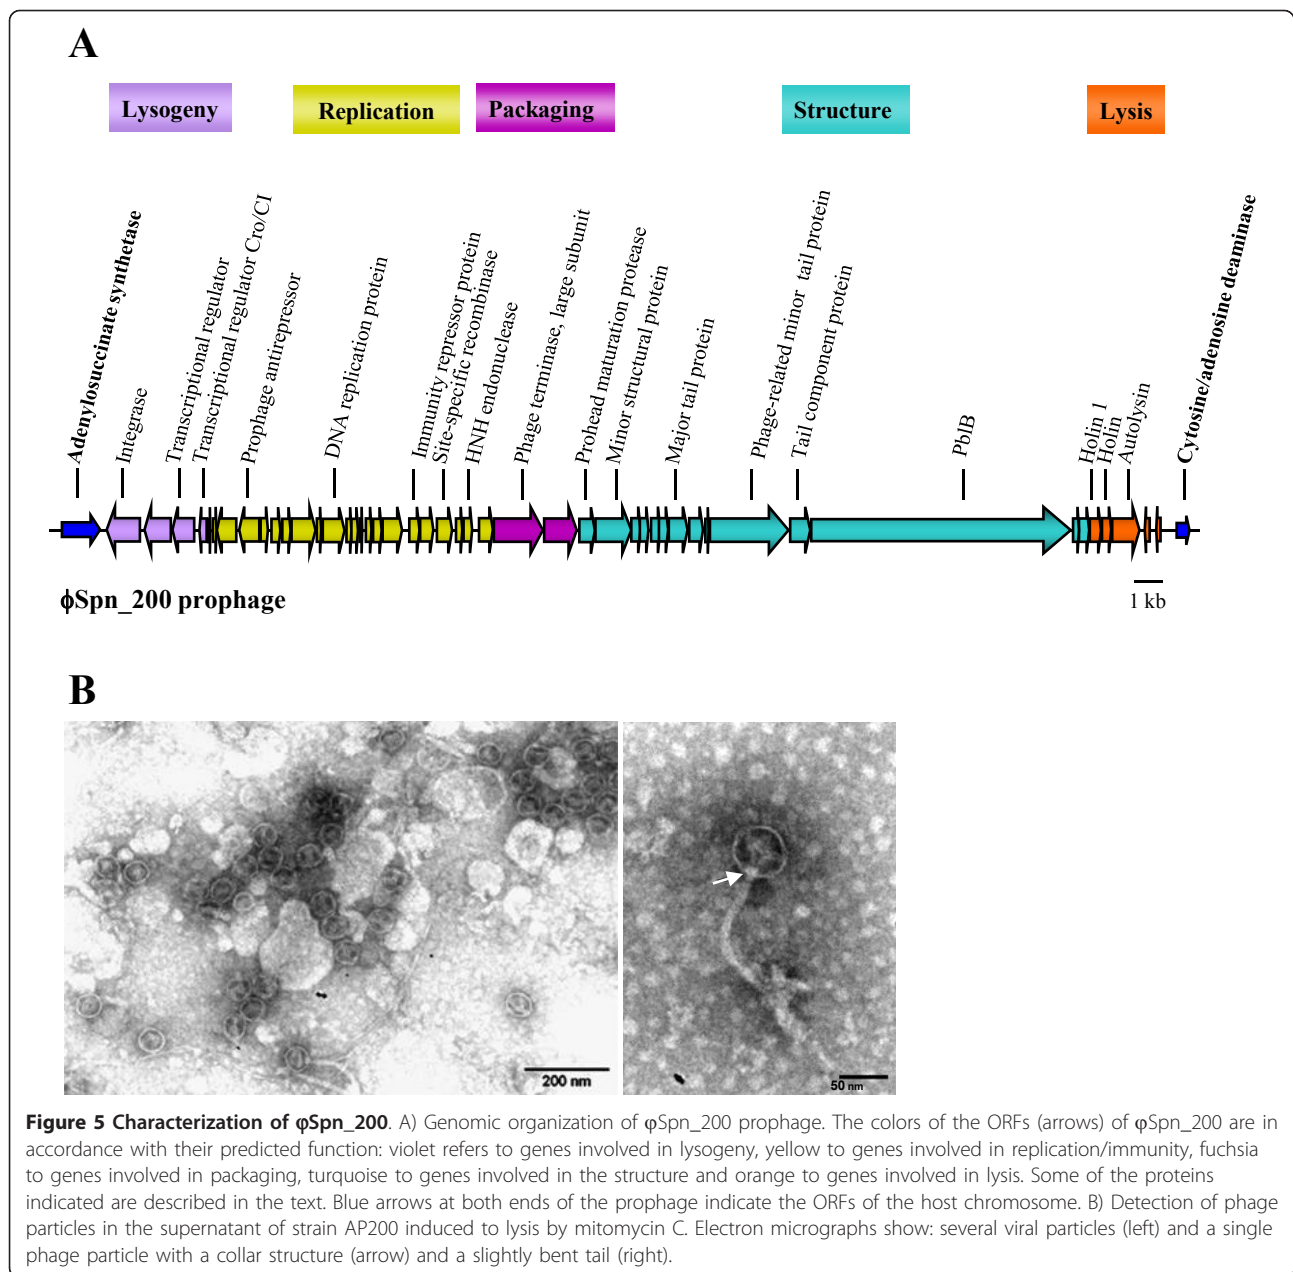 A
Lysogeny
Replication
Packaging
Structure
Lysis
Adenylosuccinate synthetase
Integrase
Transcriptional regulator
Transcriptional regulator Cro/CI
Prophage antirepressor
DNA replication protein
Immunity repressor protein
Site-specific recombinase
HNH endonuclease
Phage terminase, large subunit
Prohead maturation protease
Minor structural protein
Major tail protein
Phage-related minor tail protein
Tail component protein
PblB
Holin 1
Holin
Autolysin
Cytosine/adenosine deaminase
1 kb
ϕSpn_200 prophage
B
200 nm
50 nm
Figure 5 Characterization of φSpn_200. A) Genomic organization of φSpn_200 prophage. The colors of the ORFs (arrows) of φSpn_200 are in
accordance with their predicted function: violet refers to genes involved in lysogeny, yellow to genes involved in replication/immunity, fuchsia
to genes involved in packaging, turquoise to genes involved in the structure and orange to genes involved in lysis. Some of the proteins
indicated are described in the text. Blue arrows at both ends of the prophage indicate the ORFs of the host chromosome. B) Detection of phage
particles in the supernatant of strain AP200 induced to lysis by mitomycin C. Electron micrographs show: several viral particles (left) and a single
phage particle with a collar structure (arrow) and a slightly bent tail (right).